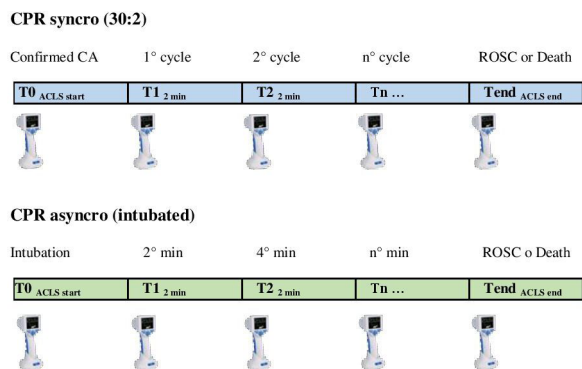 CPR syncro (30:2)
Confirmed CA 1° cycle 2° cycle n° cycle ROSC or Death
T0 ACLS start T1 2 min T2 2 min Tn ... Tend ACLS end
CPR asyncro (intubated)
Intubation 2° min 4° min n° min ROSC o Death
T0 ACLS start T1 2 min T2 2 min Tn ... Tend ACLS end